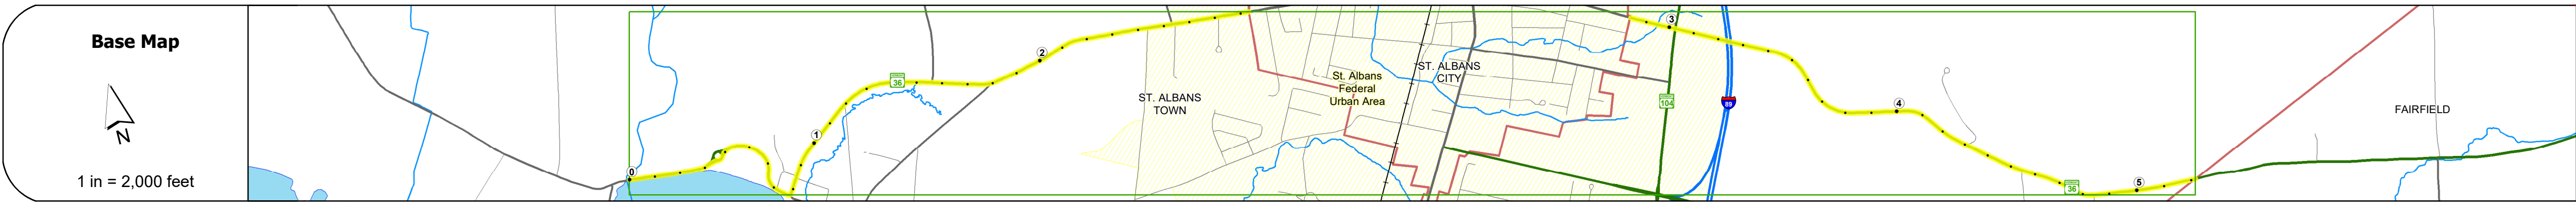 Base Map
N
1 in = 2,000 feet
0
1
36
2
ST. ALBANS
TOWN
St. Albans
Federal
Urban Area
ST. ALBANS
CITY
3
104
89
4
36
5
FAIRFIELD